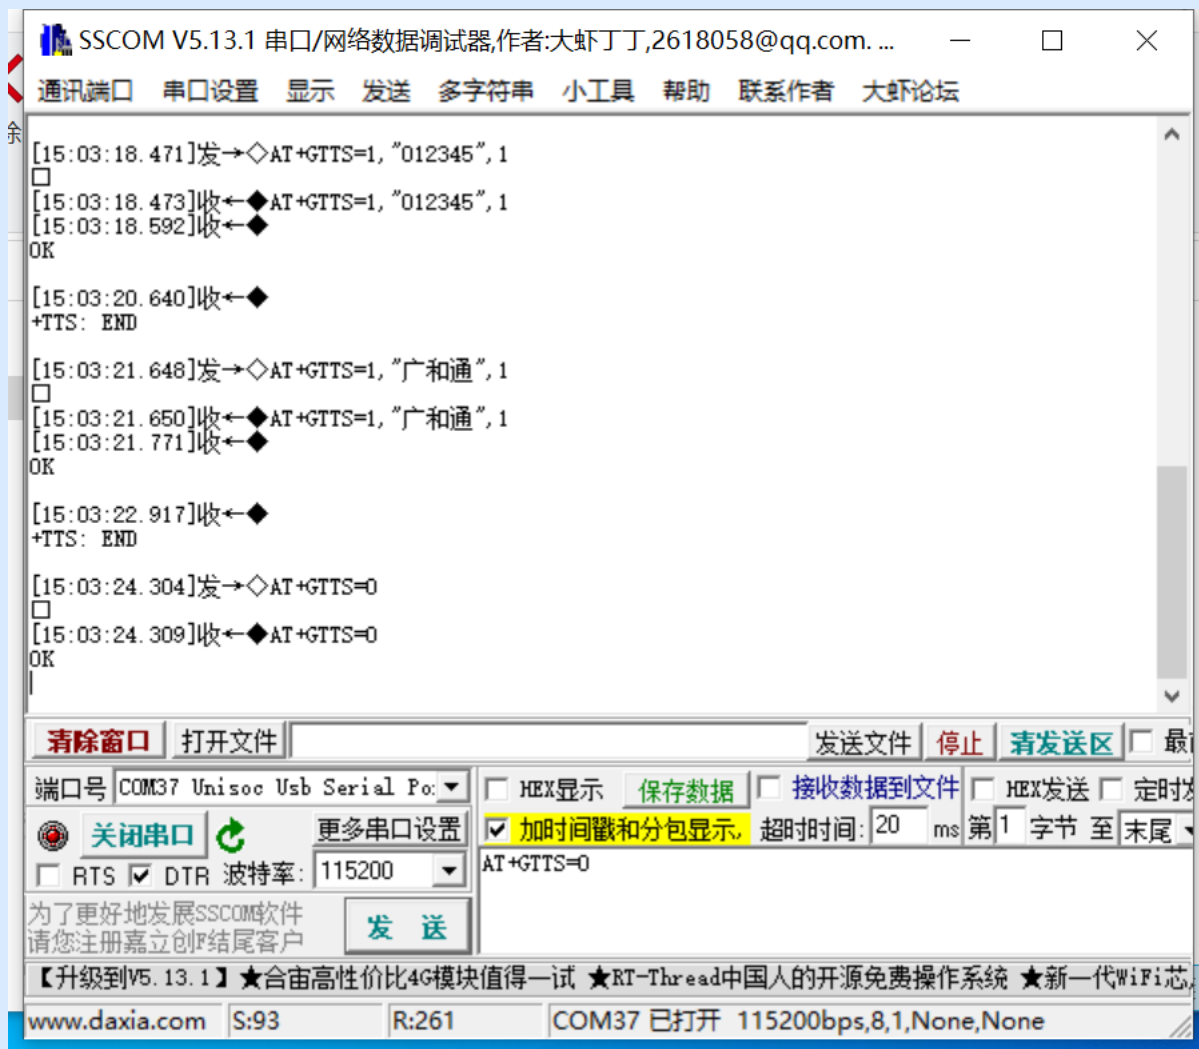 SSCOM V5.13.1 串口/网络数据调试器,作者:大虾丁丁,2618058@qq.com. ...
通讯端口 串口设置 显示 发送 多字符串 小工具 帮助 联系作者 大虾论坛
除
[15:03:18.471]发→◇AT+GTTS=1,"012345",1
□
[15:03:18.473]收←◆AT+GTTS=1,"012345",1
[15:03:18.592]收←◆
OK
[15:03:20.640]收←◆
+TTS: END
[15:03:21.648]发→◇AT+GTTS=1,"广和通",1
□
[15:03:21.650]收←◆AT+GTTS=1,"广和通",1
[15:03:21.771]收←◆
OK
[15:03:22.917]收←◆
+TTS: END
[15:03:24.304]发→◇AT+GTTS=0
□
[15:03:24.309]收←◆AT+GTTS=0
OK
清除窗口 打开文件 发送文件 停止 清发送区 最
端口号 COM37 Unisoc Usb Serial Po HEX显示 保存数据 接收数据到文件 HEX发送 定时发
关闭串口 更多串口设置 加时间戳和分包显示, 超时时间: 20 ms 第 1 字节 至 末尾
RTS DTR 波特率: 115200
AT+GTTS=0
为了更好地发展SSCOM软件
请您注册嘉立创F结尾客户
发 送
【升级到V5.13.1】★合宙高性价比4G模块值得一试 ★RT-Thread中国人的开源免费操作系统 ★新一代WiFi芯
www.daxia.com S:93 R:261 COM37 已打开 115200bps,8,1,None,None